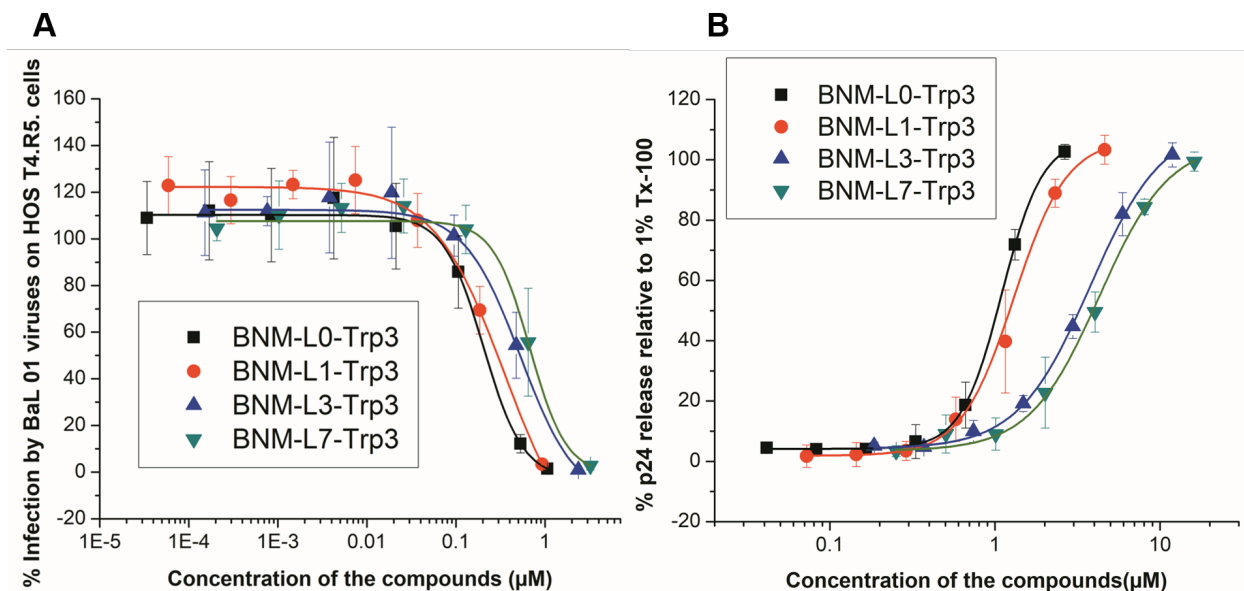 A
B
% Infection by BaL 01 viruses on HOS T4.R5. cells
160
140
120
100
80
60
40
20
0
-20
BNM-L0-Trp3
BNM-L1-Trp3
BNM-L3-Trp3
BNM-L7-Trp3
1E-5
1E-4
1E-3
0.01
0.1
1
Concentration of the compounds (µM)
% p24 release relative to 1% Tx-100
120
100
80
60
40
20
0
-20
BNM-L0-Trp3
BNM-L1-Trp3
BNM-L3-Trp3
BNM-L7-Trp3
0.1
1
10
Concentration of the compounds(µM)